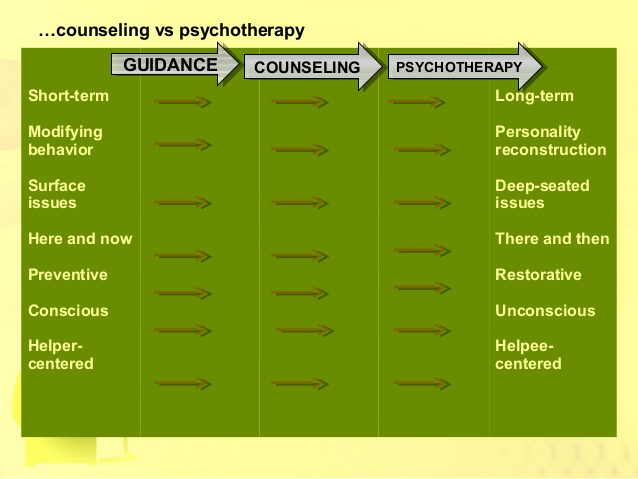 …counseling vs psychotherapy
GUIDANCE COUNSELING PSYCHOTHERAPY
Short-term Long-term
Modifying Personality
behavior reconstruction
Surface Deep-seated
issues issues
Here and now There and then
Preventive Restorative
Conscious Unconscious
Helper- Helpee-
centered centered